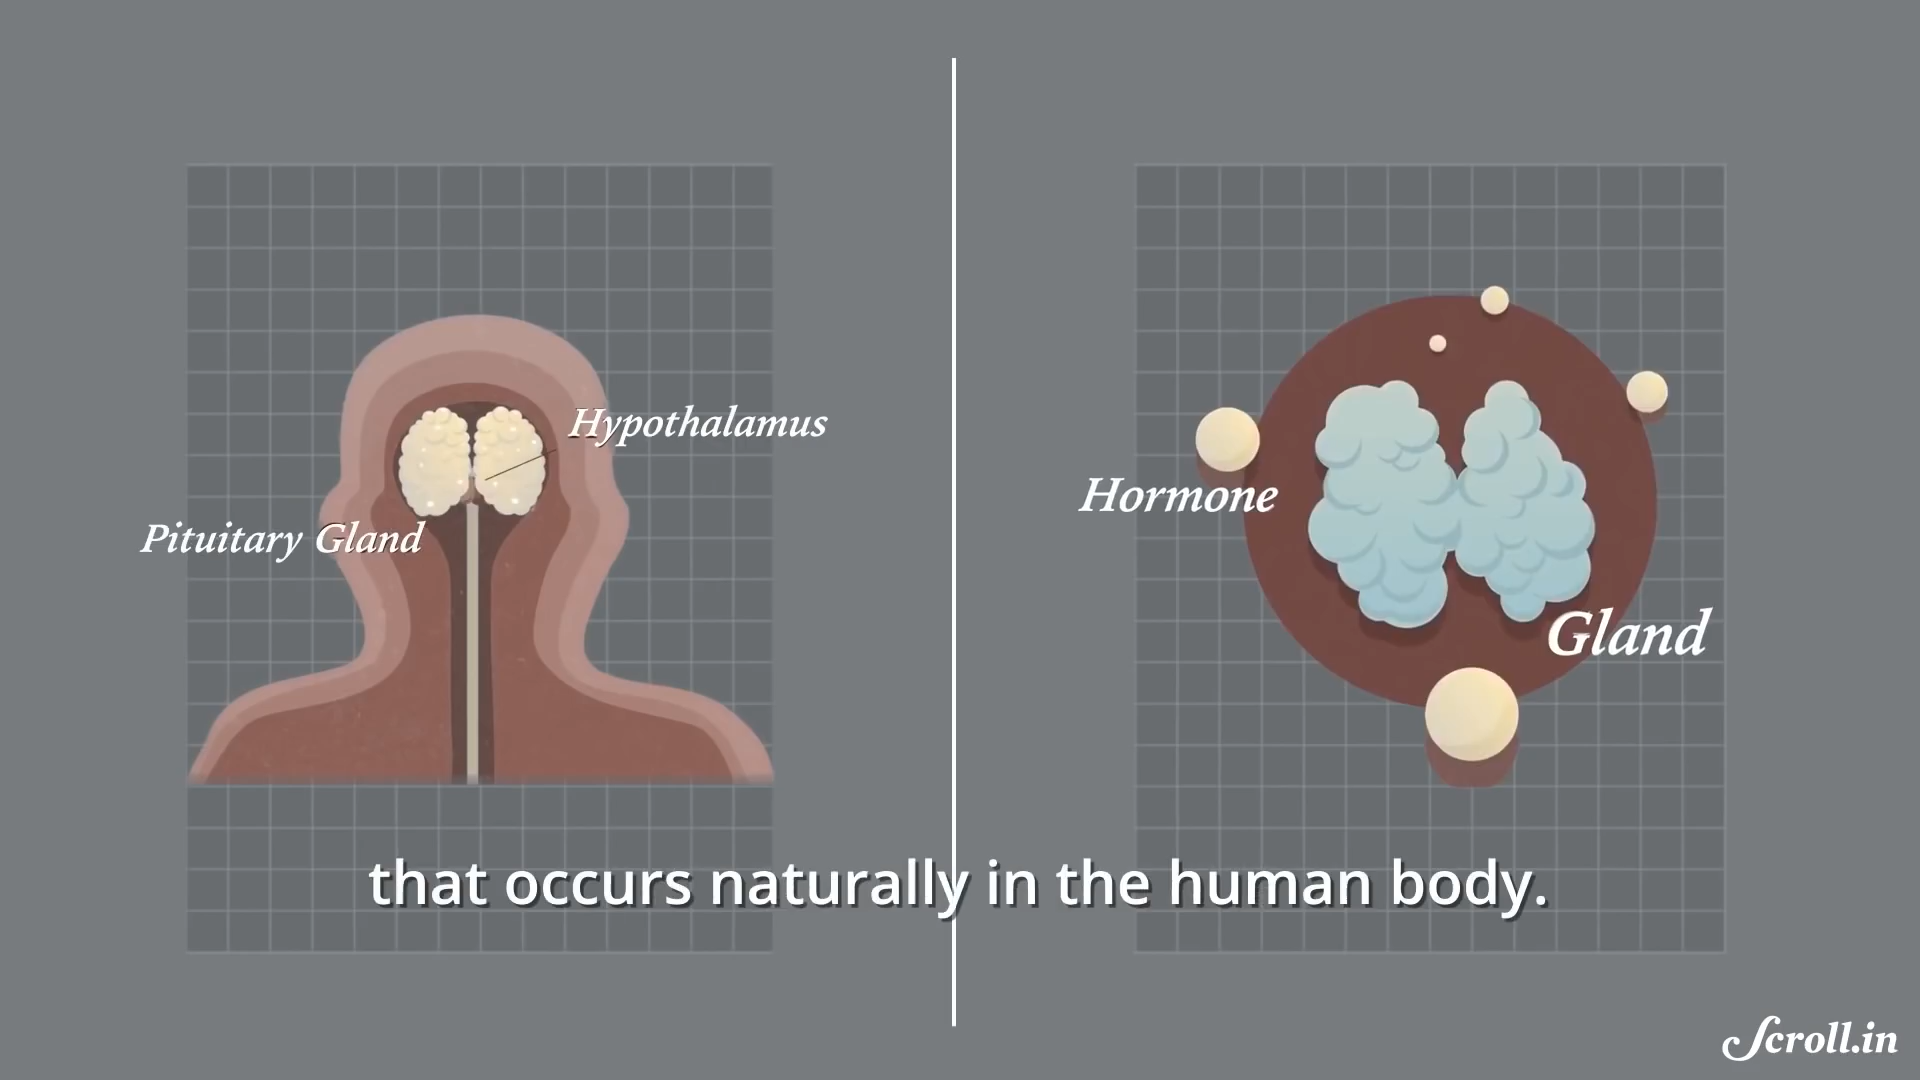 Hypothalamus
Pituitary Gland
Hormone
Gland
that occurs naturally in the human body.
Scroll.in